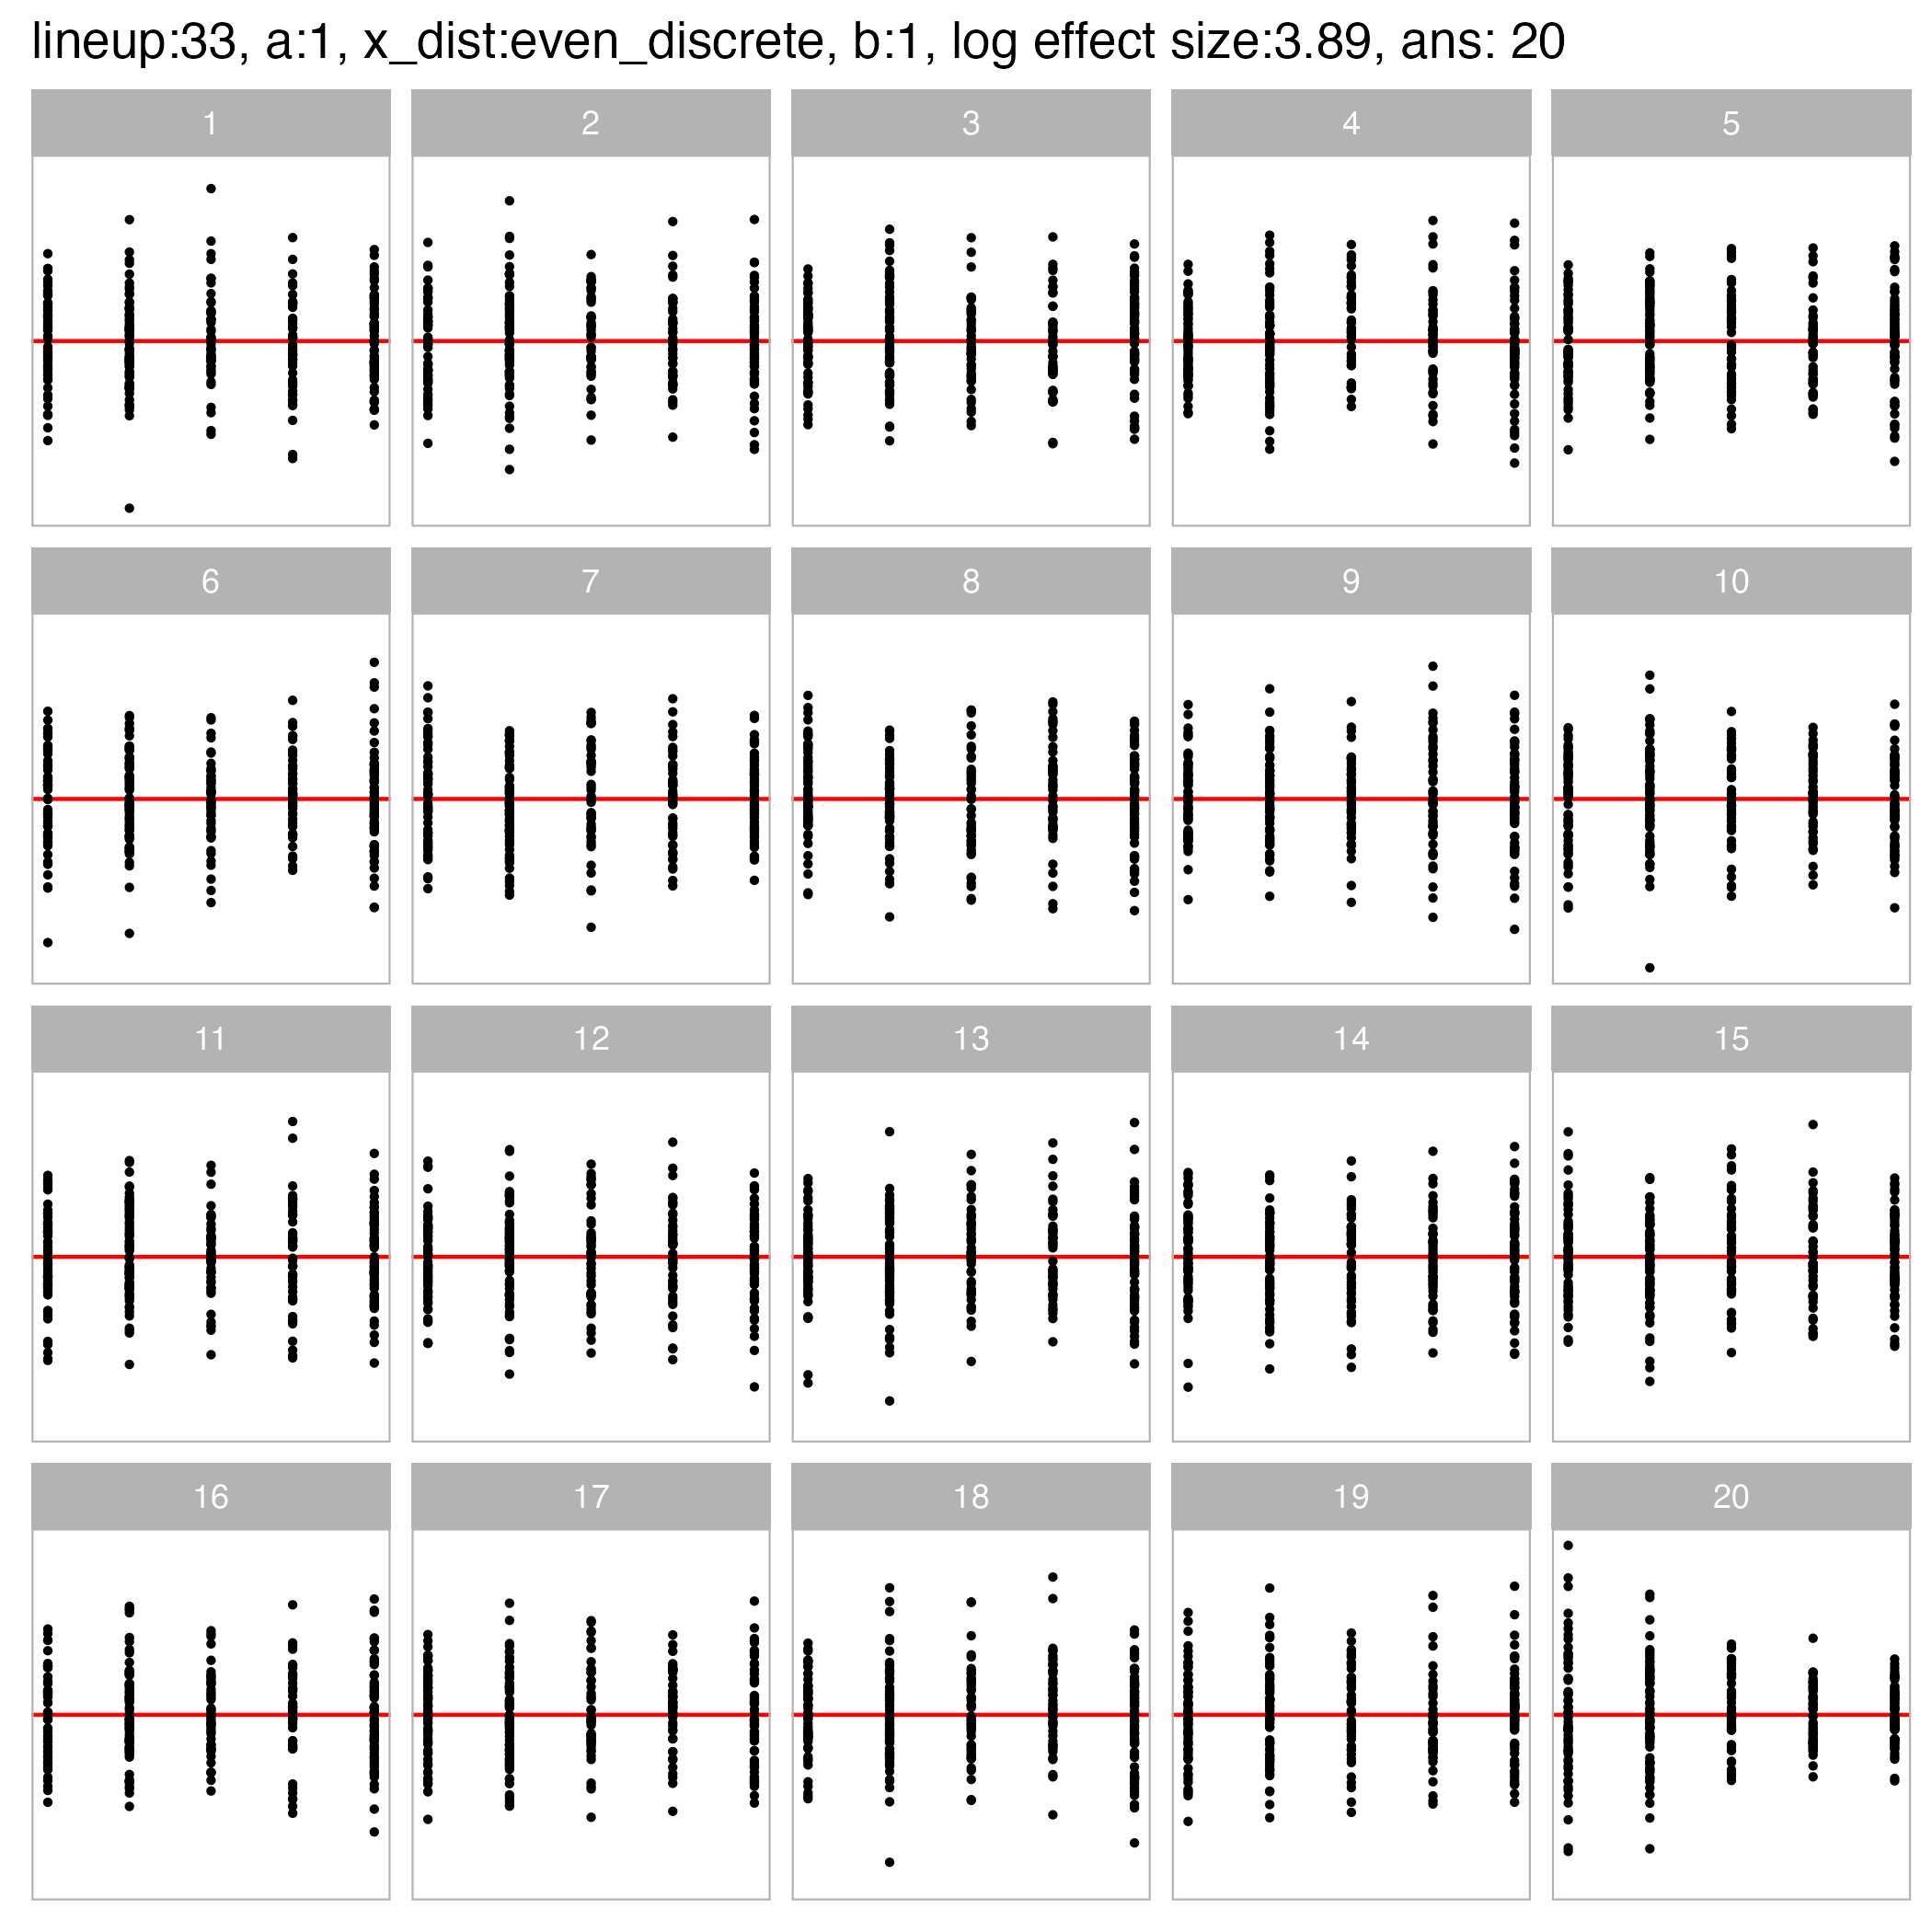 lineup:33, a:1, x_dist:even_discrete, b:1, log effect size:3.89, ans: 20
1 2 3 4 5
6 7 8 9 10
11 12 13 14 15
16 17 18 19 20